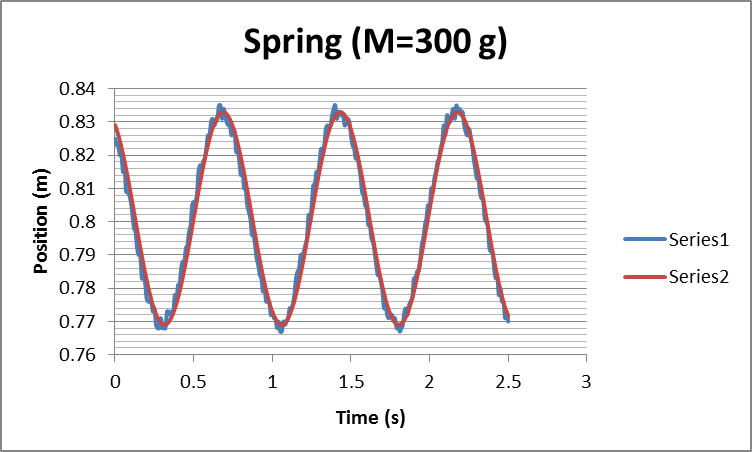 Spring (M=300 g)
0.84
0.83
0.82
0.81
0.8
0.79
0.78
0.77
0.76
Position (m)
0 0.5 1 1.5 2 2.5 3
Time (s)
Series1
Series2